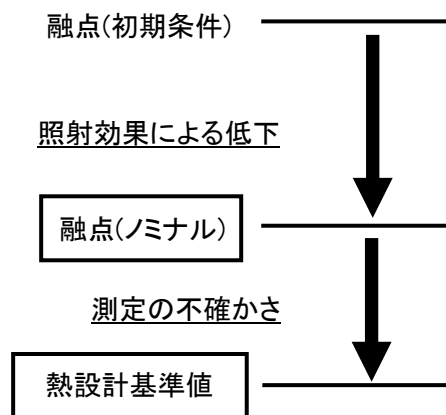 融点(初期条件)
照射効果による低下
融点(ノミナル)
測定の不確かさ
熱設計基準値